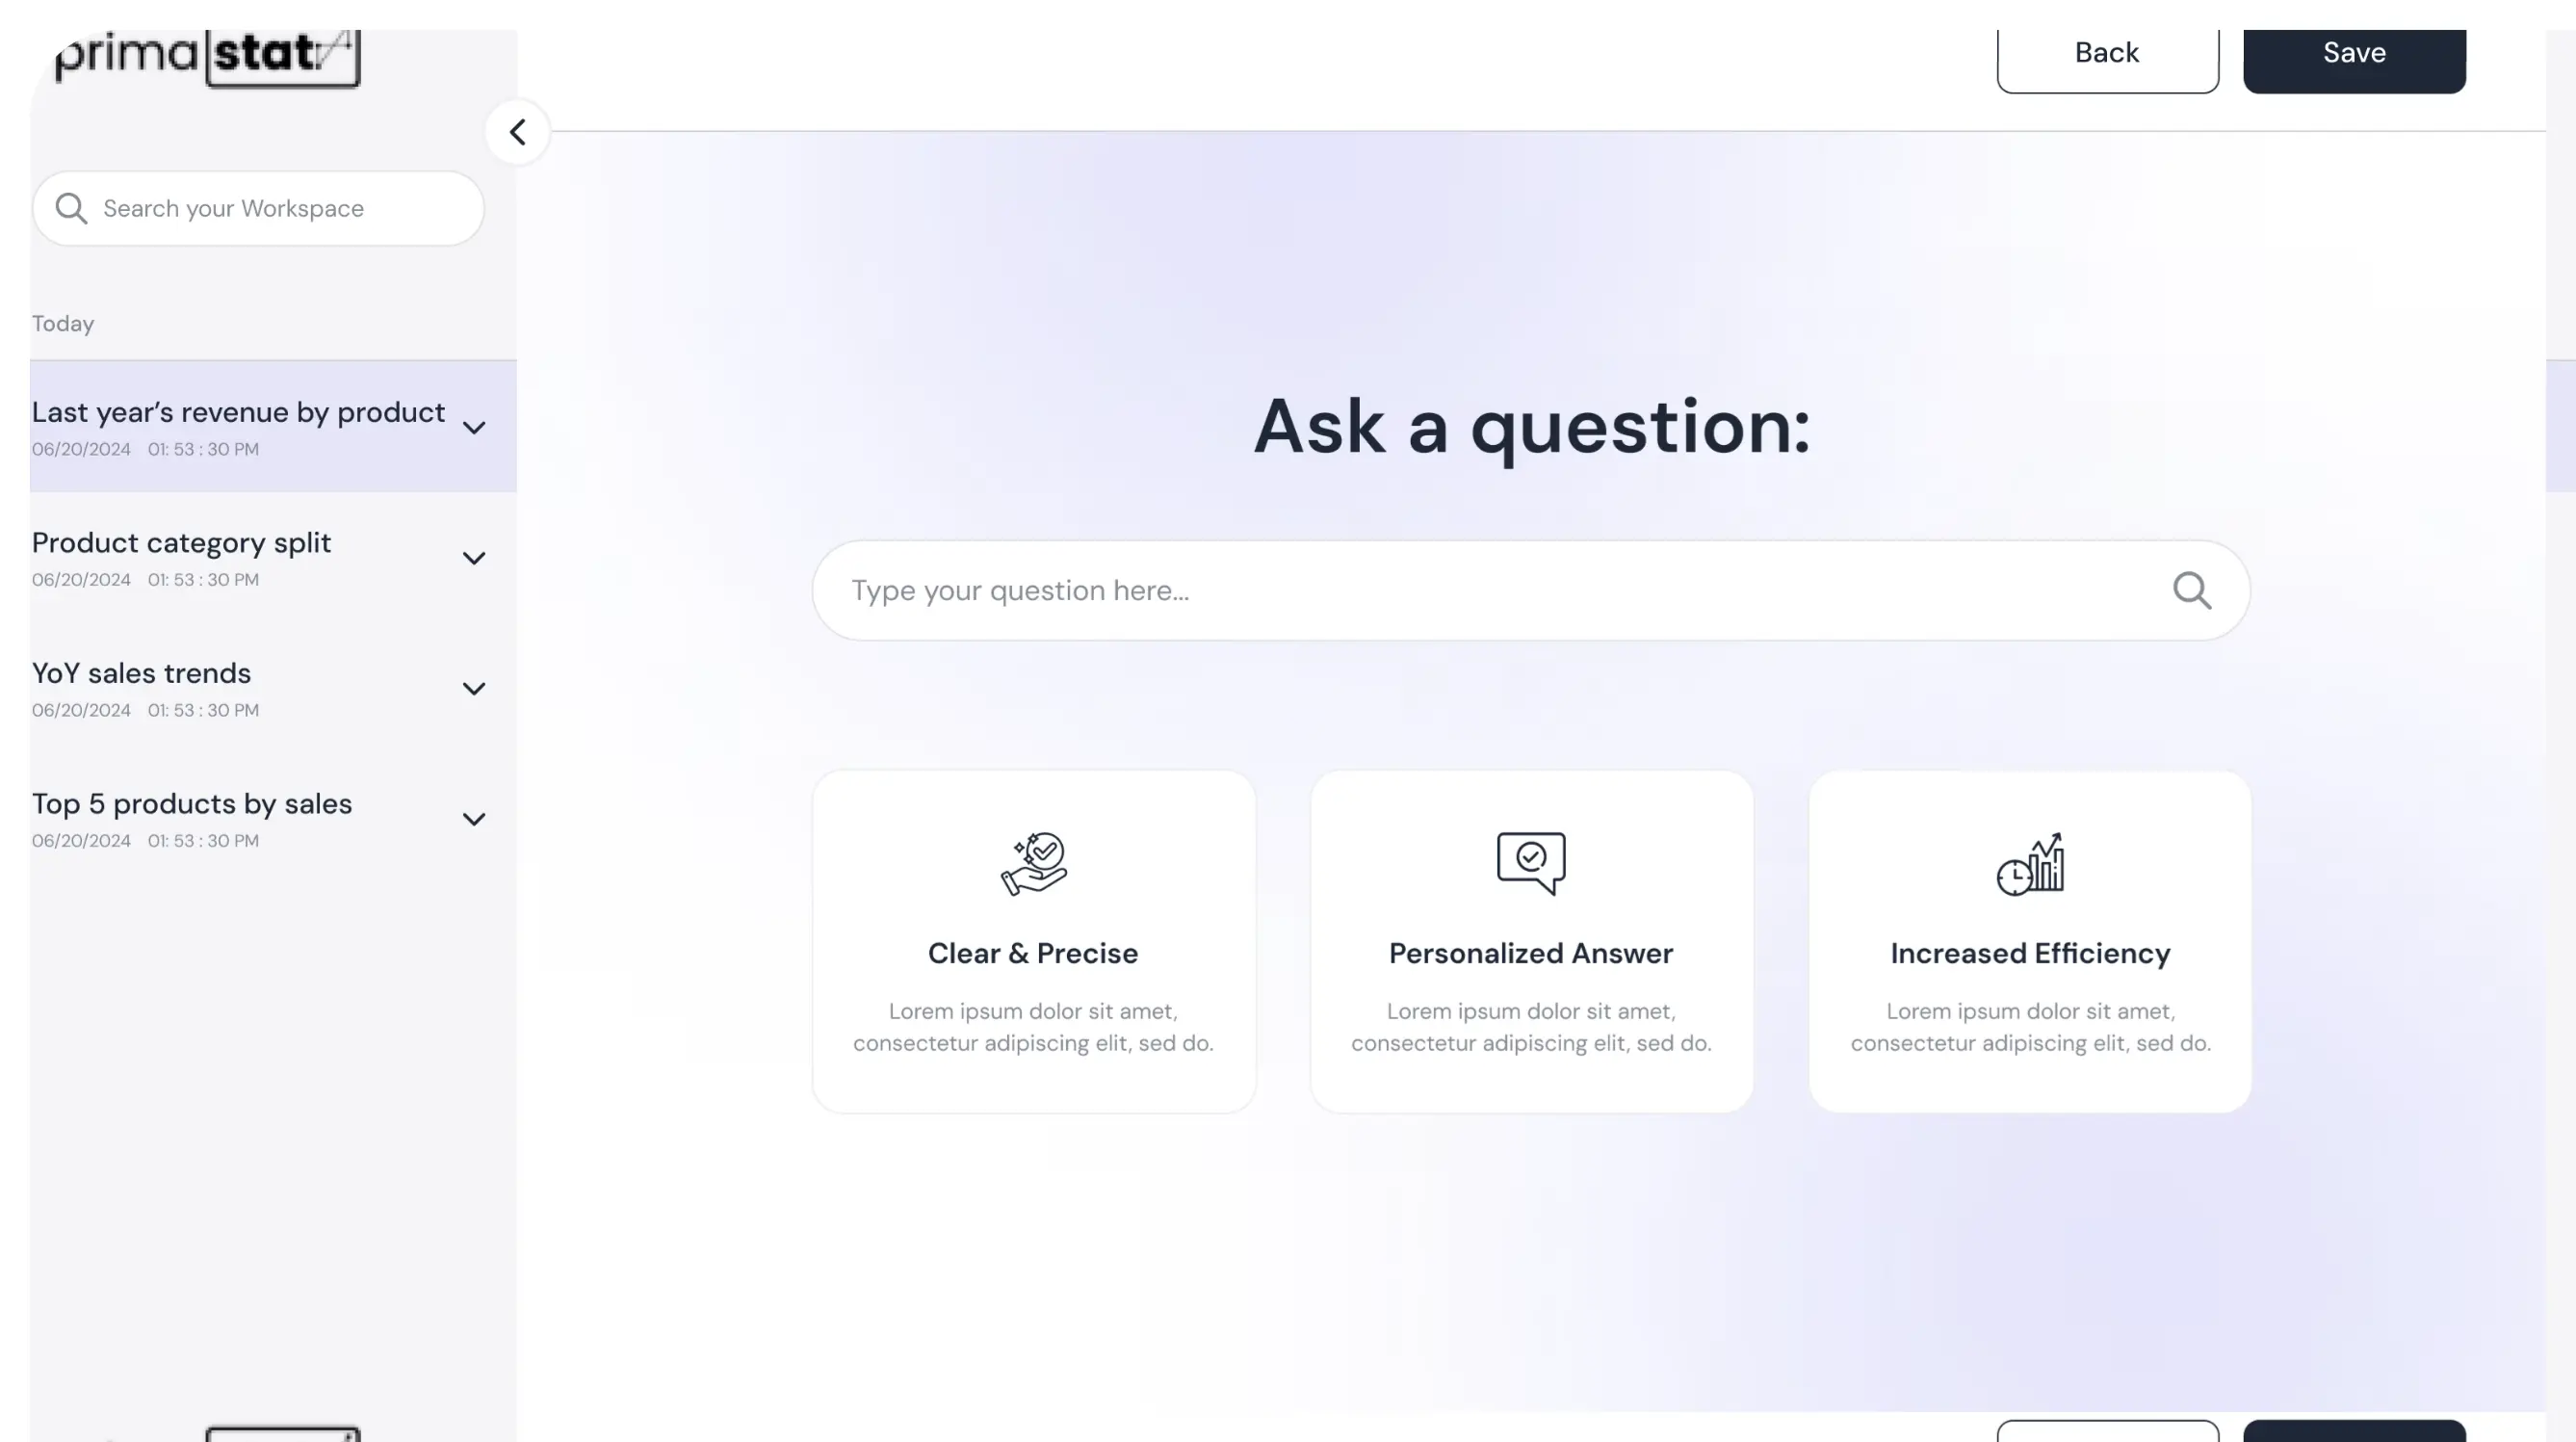 primastat
Back
Save
Search your Workspace
Today
Last year’s revenue by product
06/20/2024 01: 53 : 30 PM
Product category split
06/20/2024 01: 53 : 30 PM
YoY sales trends
06/20/2024 01: 53 : 30 PM
Top 5 products by sales
06/20/2024 01: 53 : 30 PM
Ask a question:
Type your question here...
Clear & Precise
Lorem ipsum dolor sit amet,
consectetur adipiscing elit, sed do.
Personalized Answer
Lorem ipsum dolor sit amet,
consectetur adipiscing elit, sed do.
Increased Efficiency
Lorem ipsum dolor sit amet,
consectetur adipiscing elit, sed do.